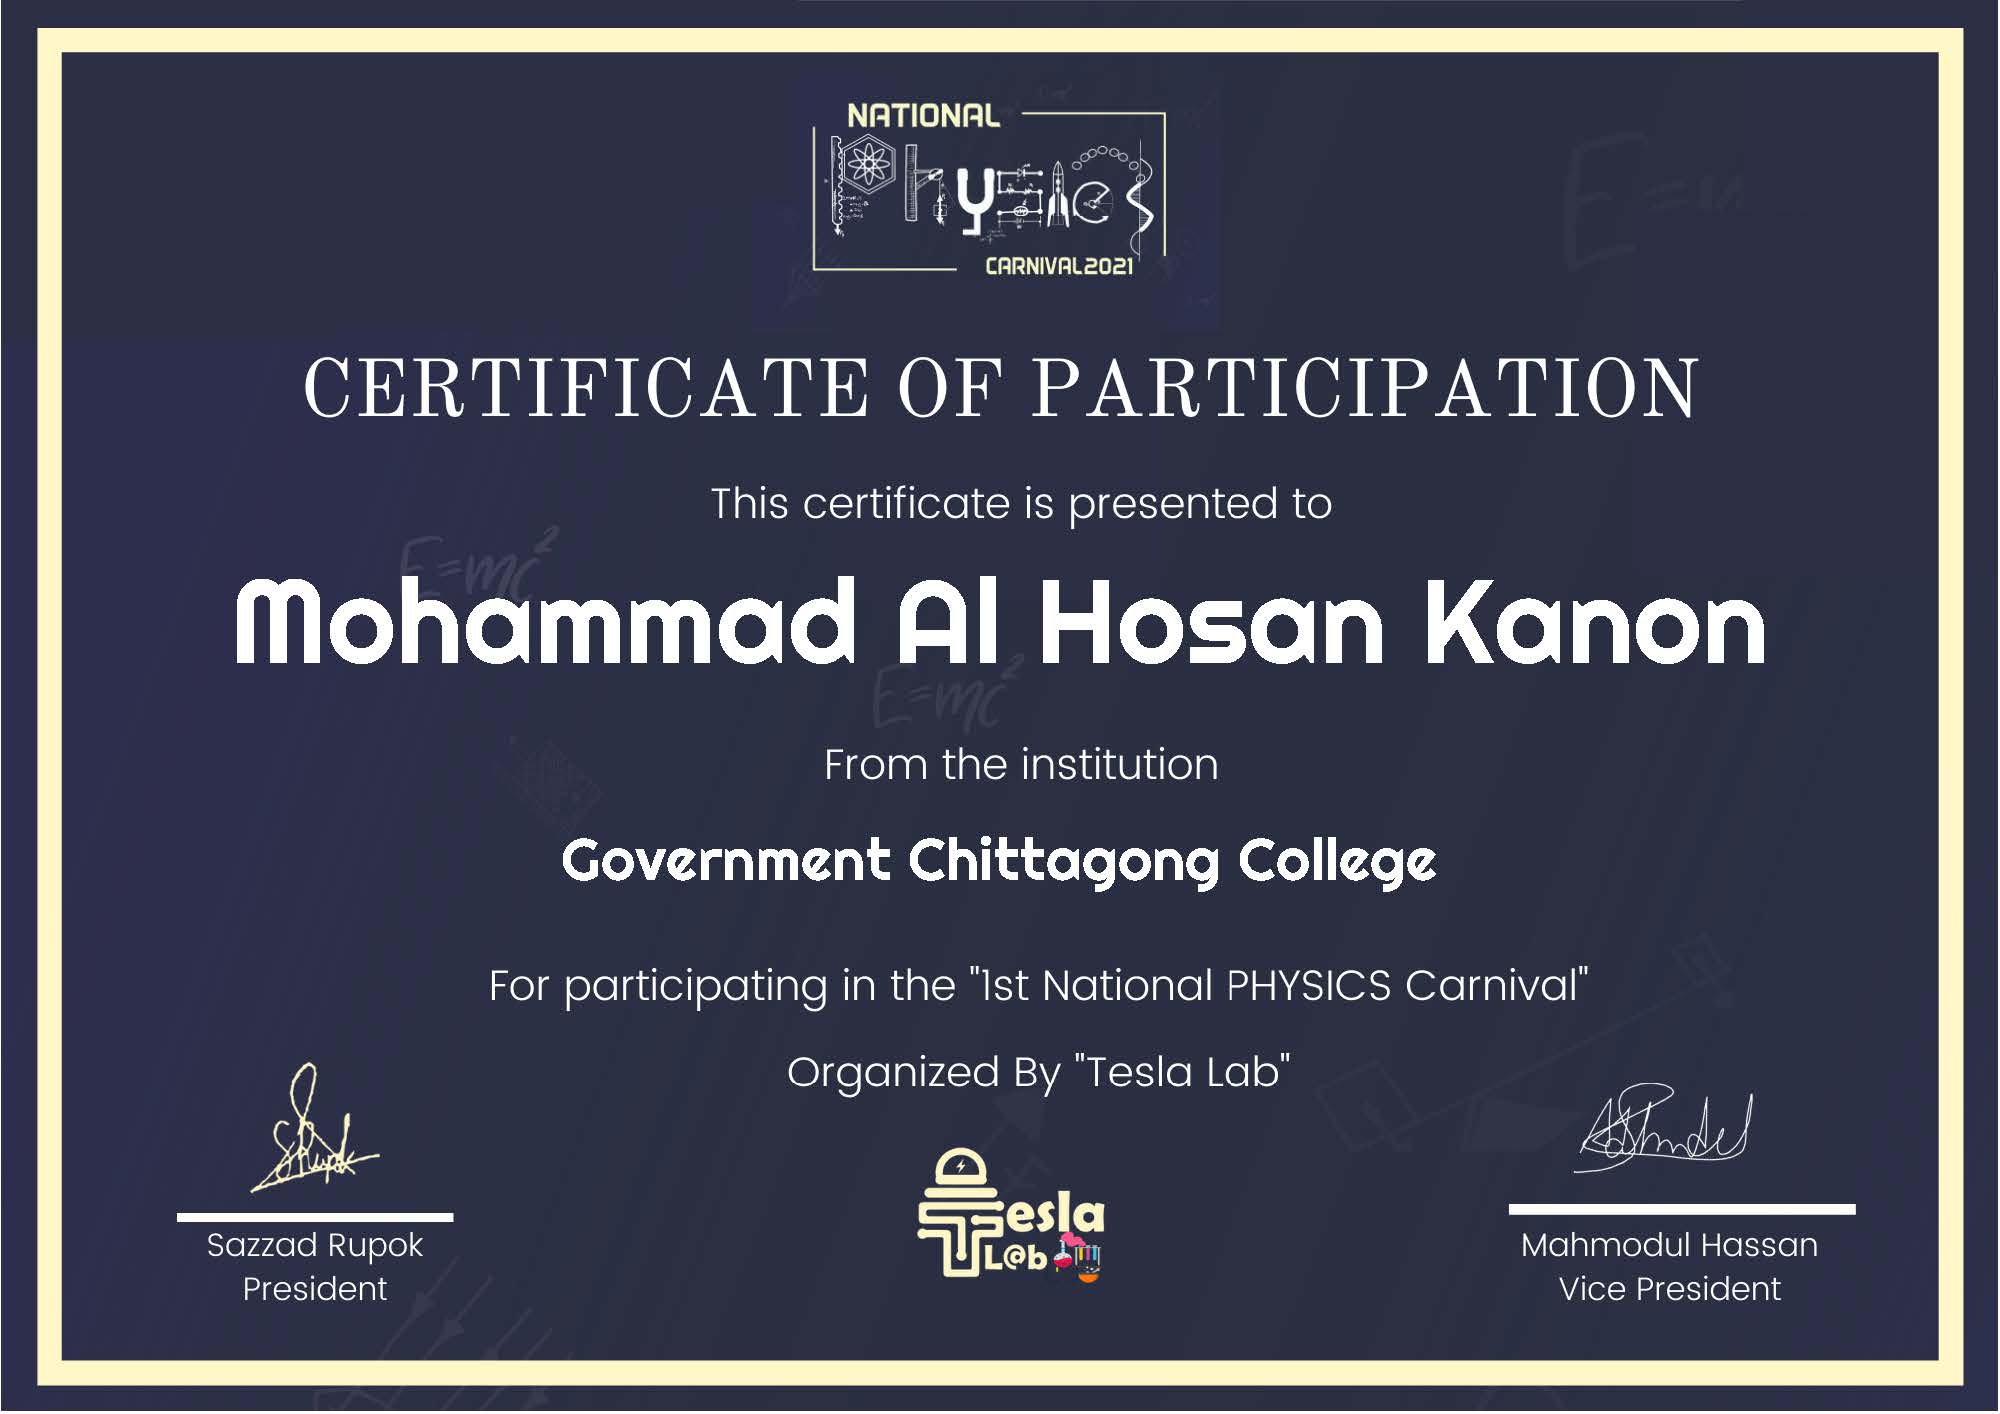 NATIONAL
Physics
CARNIVAL2021
CERTIFICATE OF PARTICIPATION
This certificate is presented to
E=mc²
Mohammad Al Hosan Kanon
E=mc²
From the institution
Government Chittagong College
For participating in the "1st National PHYSICS Carnival"
Organized By "Tesla Lab"
Tesla
L@b
Sazzad Rupok
President
Mahmodul Hassan
Vice President